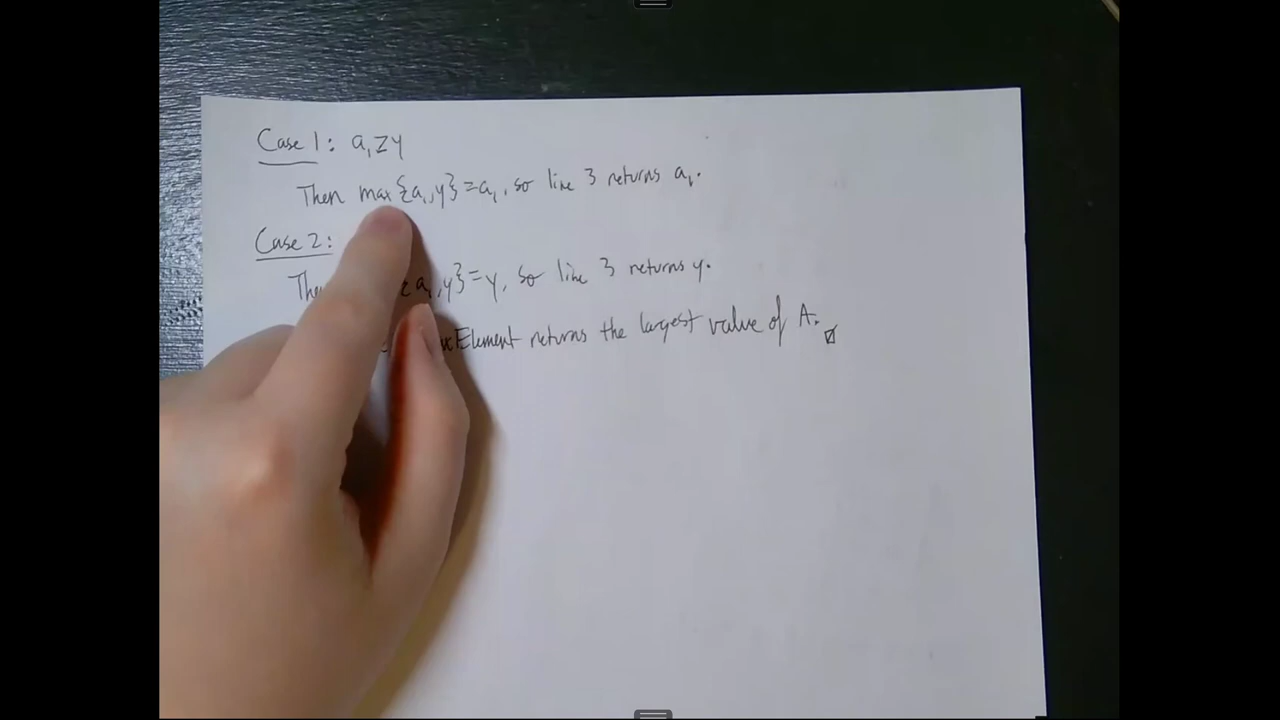 Case 1: a₁≥y
Then max{a₁,y}=a₁, so line 3 returns a₁.
Case 2:
a₁,y}=y, so line 3 returns y.
Element returns the largest value of A.